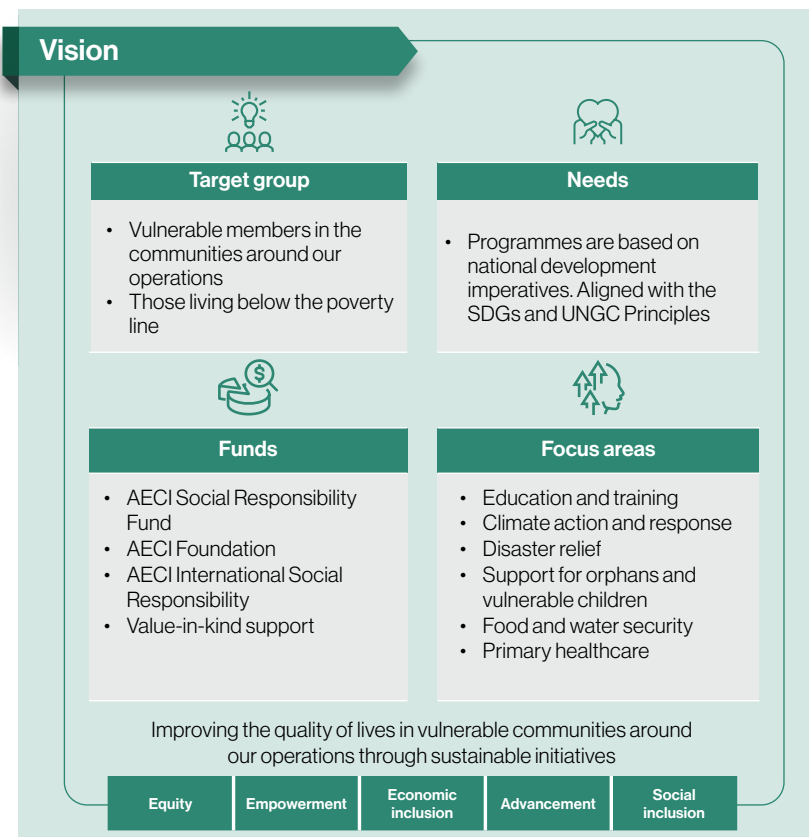 Vision
Target group
• Vulnerable members in the
communities around our
operations
• Those living below the poverty
line
Needs
• Programmes are based on
national development
imperatives. Aligned with the
SDGs and UNGC Principles
$
Funds
• AECI Social Responsibility
Fund
• AECI Foundation
• AECI International Social
Responsibility
• Value-in-kind support
Focus areas
• Education and training
• Climate action and response
• Disaster relief
• Support for orphans and
vulnerable children
• Food and water security
• Primary healthcare
Improving the quality of lives in vulnerable communities around
our operations through sustainable initiatives
Equity
Empowerment
Economic
inclusion
Advancement
Social
inclusion